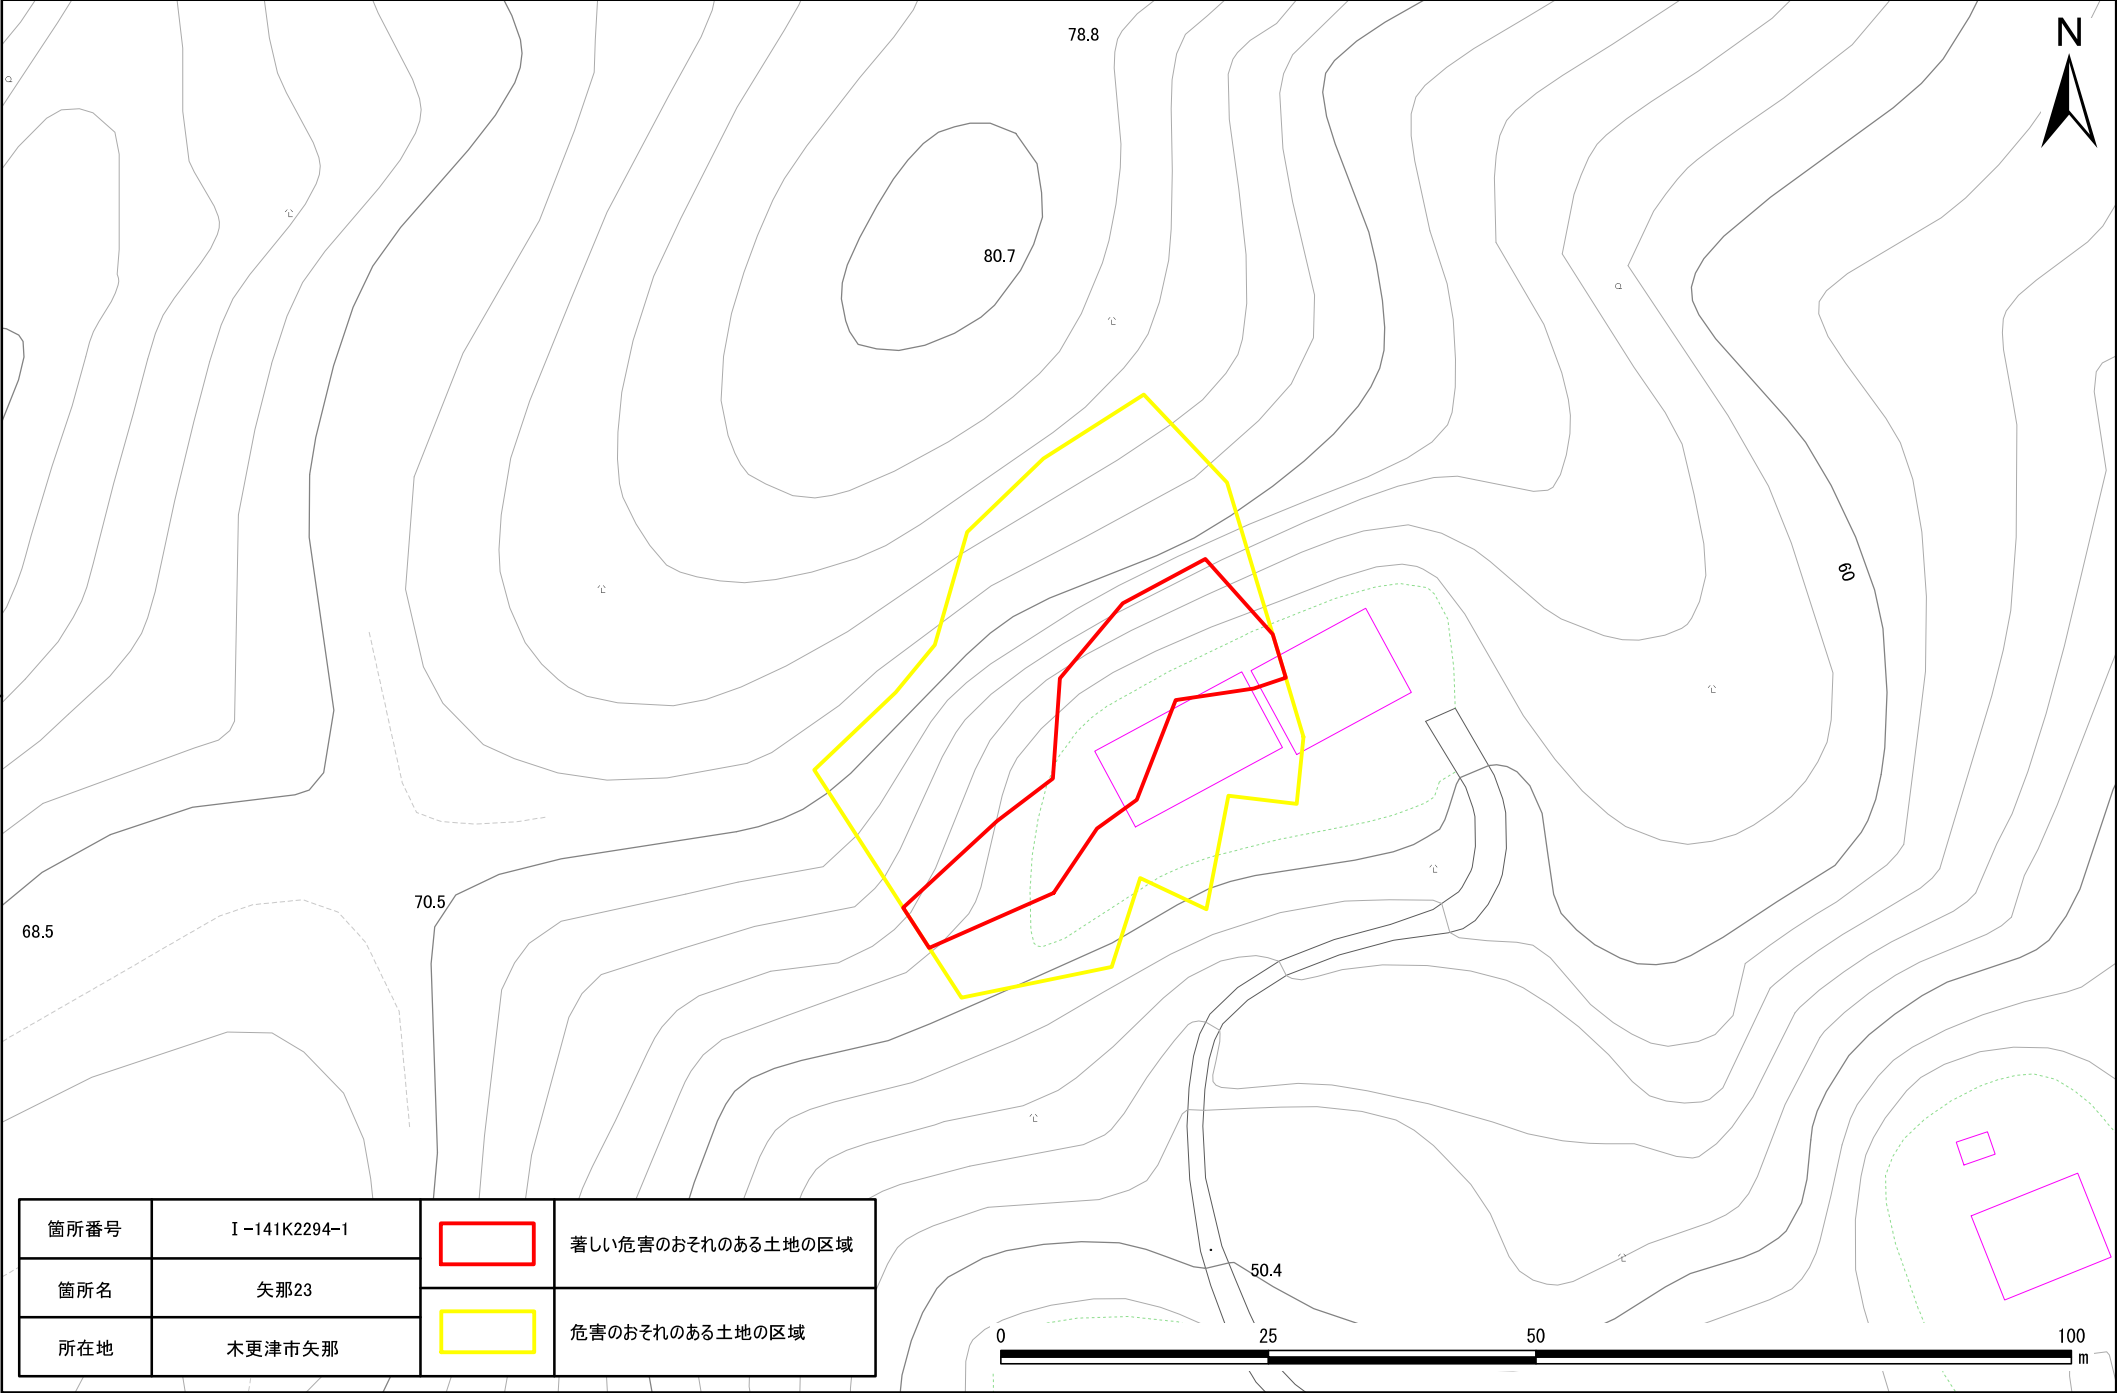 78.8
N
80.7
60
70.5
68.5
箇所番号 Ⅰ-141K2294-1
箇所名 矢那23
所在地 木更津市矢那
著しい危害のおそれのある土地の区域
危害のおそれのある土地の区域
50.4
0 25 50 100
m